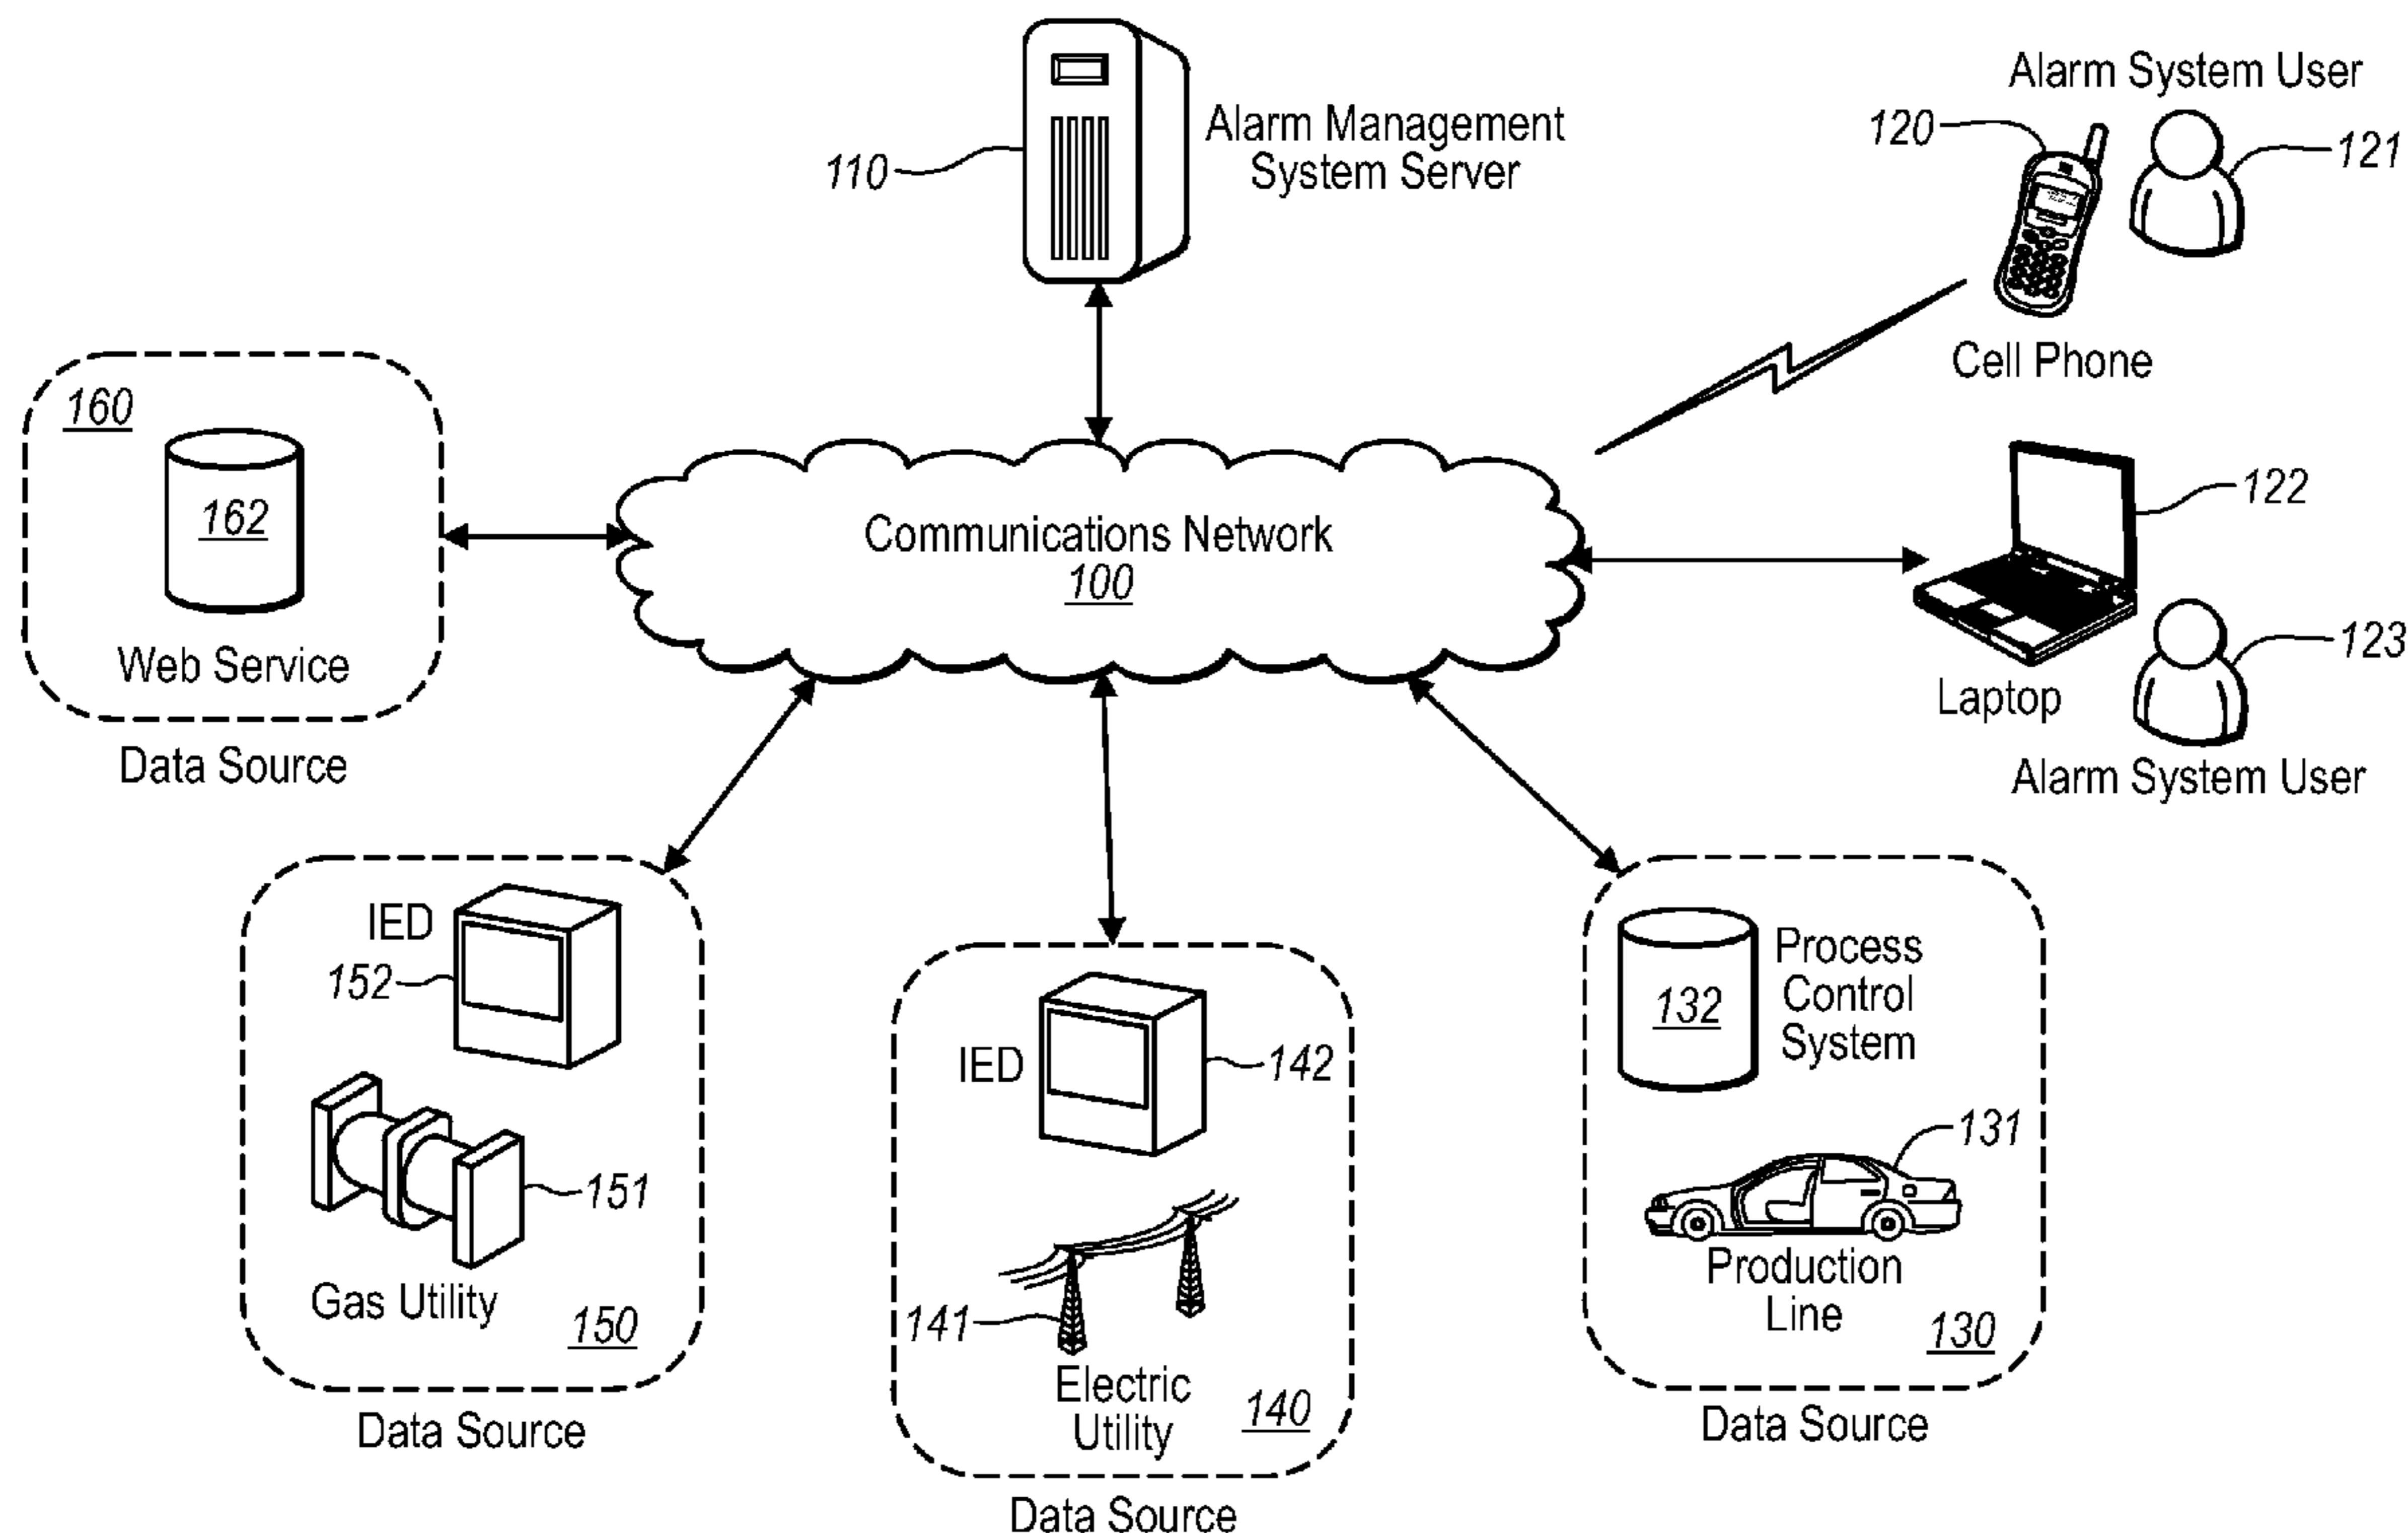 Alarm Management
System Server
110
Alarm System User
120
121
Cell Phone
160
162
Web Service
Data Source
Communications Network
100
122
Laptop
123
Alarm System User
IED
152
151
Gas Utility
150
Data Source
IED
142
141
Electric
Utility
140
Data Source
132
Process
Control
System
131
Production
Line
130
Data Source